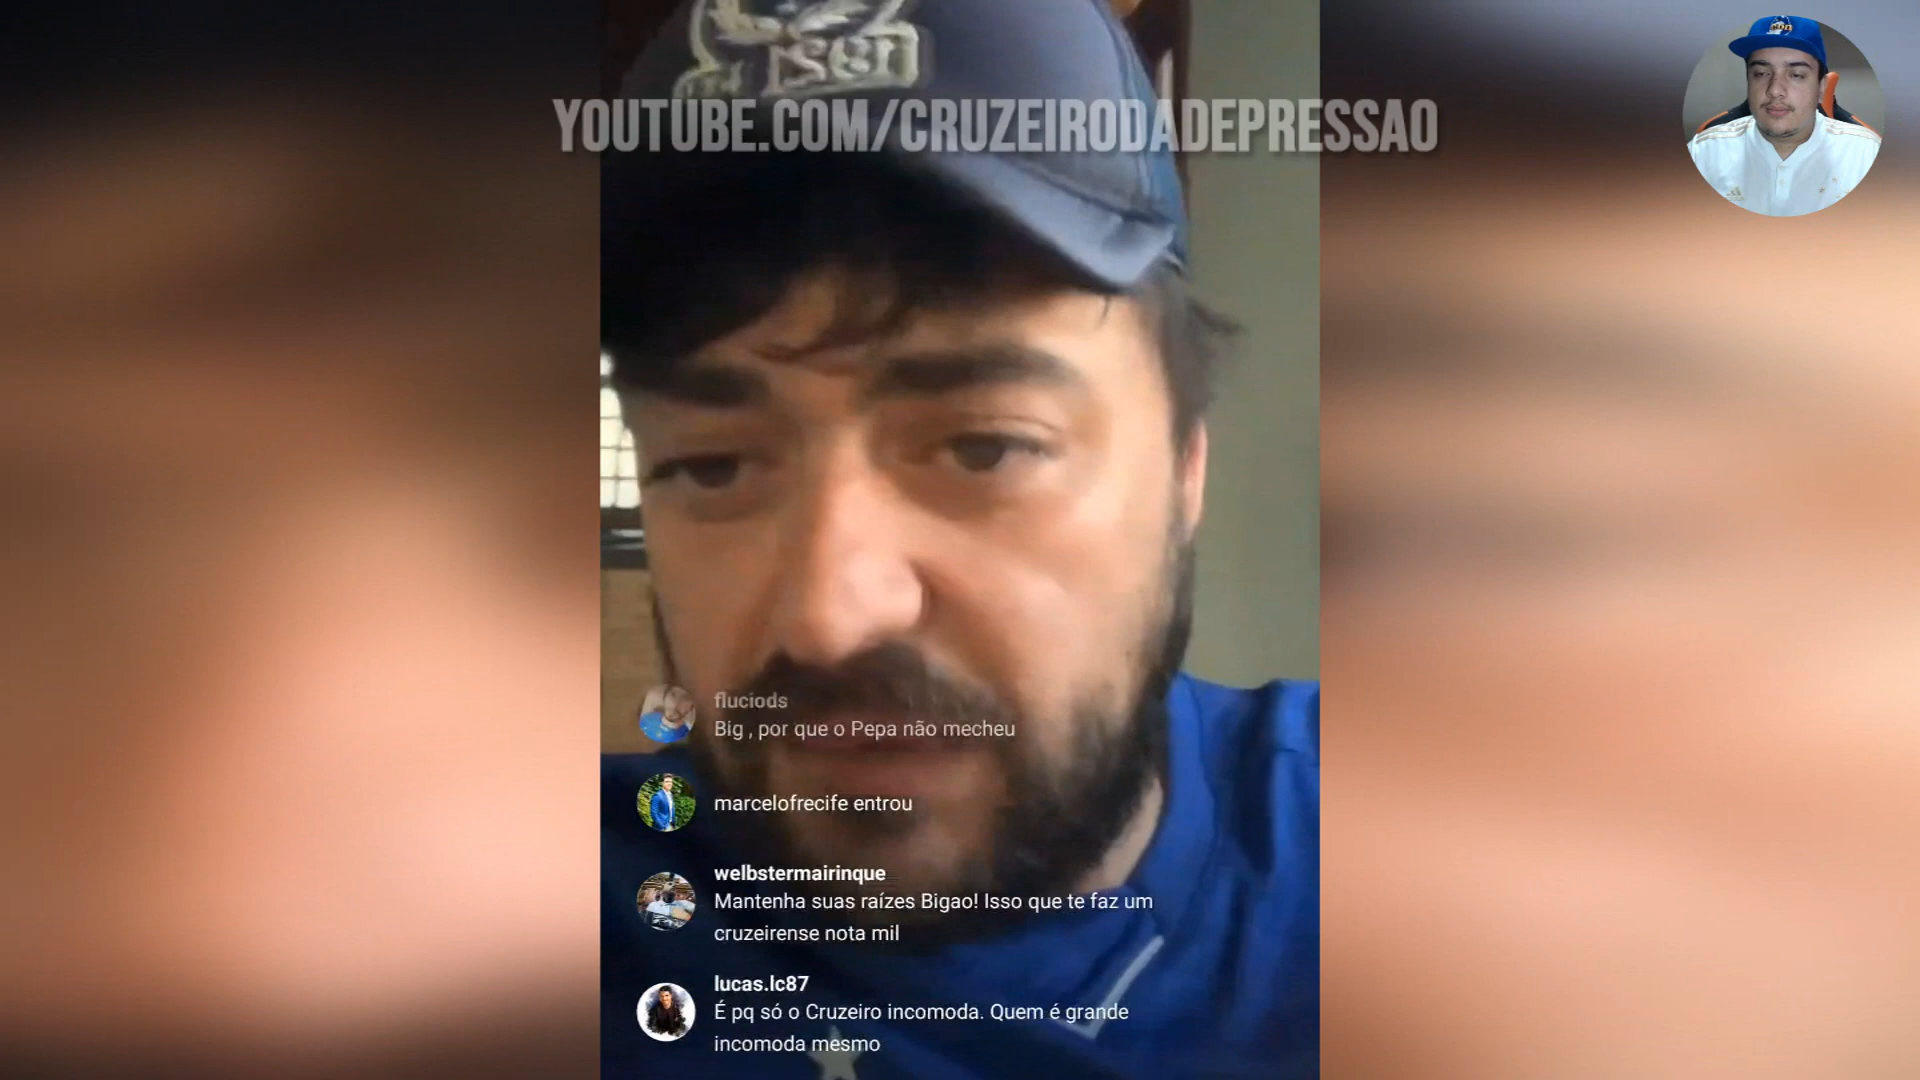 YOUTUBE.COM/CRUZEIRODADEPRESSAO
fluciods
Big , por que o Pepa não mecheu
marcelofrecife entrou
welbstermairinque
Mantenha suas raízes Bigao! Isso que te faz um
cruzeirense nota mil
lucas.lc87
É pq só o Cruzeiro incomoda. Quem é grande
incomoda mesmo